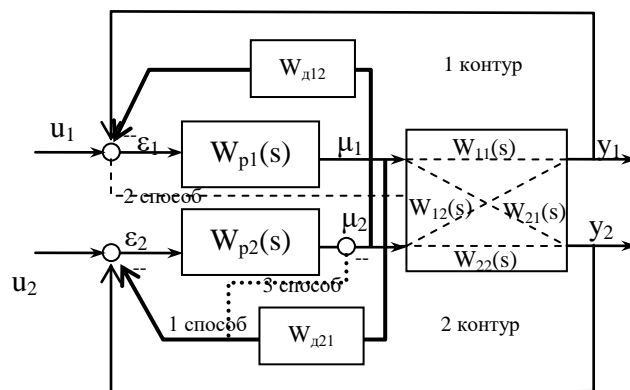 Wд12
1 контур
--
u1
ε1
Wp1(s)
μ1
W11(s)
y1
2 способ
W12(s)
W21(s)
ε2
Wp2(s)
μ2
y2
--
--
W22(s)
u2
3 способ
1 способ
Wд21
2 контур